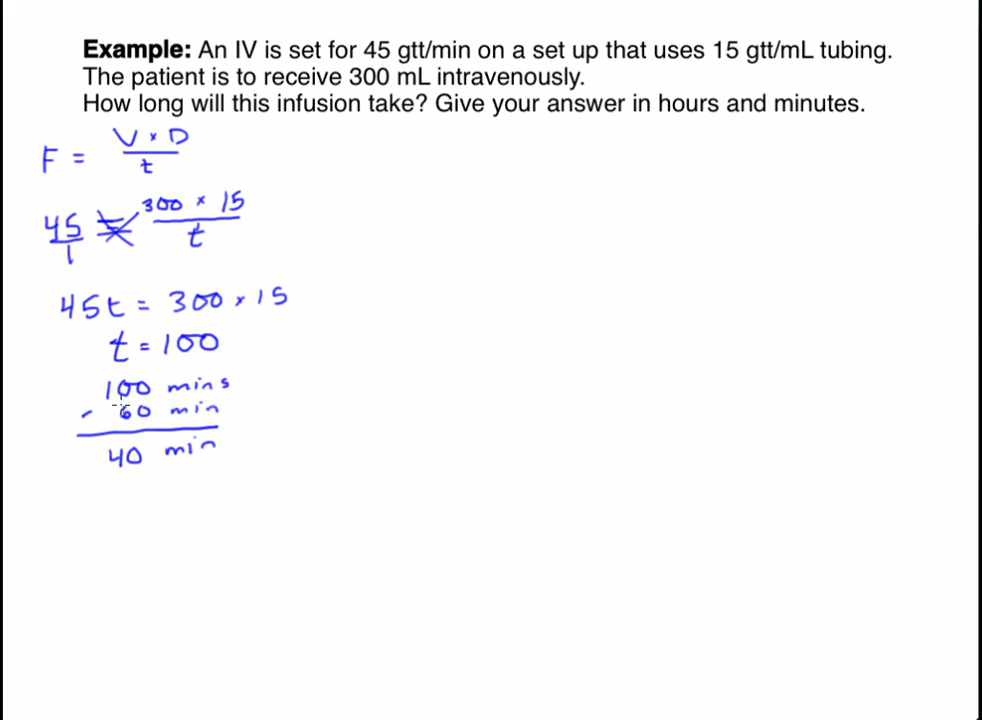 Example: An IV is set for 45 gtt/min on a set up that uses 15 gtt/mL tubing.
The patient is to receive 300 mL intravenously.
How long will this infusion take? Give your answer in hours and minutes.
F = V × D / t
45/1 = 300 × 15 / t
45t = 300 × 15
t = 100
100 mins
- 60 min
40 min